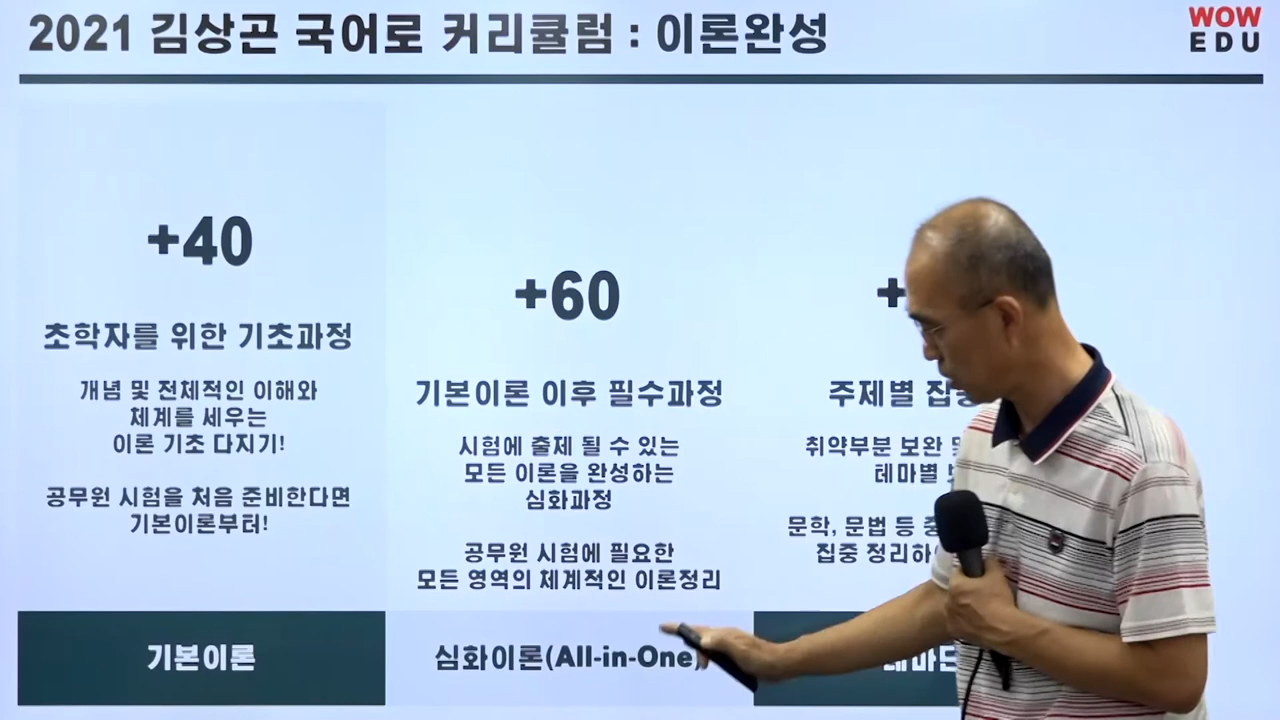 2021 김상곤 국어로 커리큘럼 : 이론완성
WOW
EDU
+40
초학자를 위한 기초과정
개념 및 전체적인 이해와
체계를 세우는
이론 기초 다지기!
공무원 시험을 처음 준비한다면
기본이론부터!
기본이론
+60
기본이론 이후 필수과정
시험에 출제 될 수 있는
모든 이론을 완성하는
심화과정
공무원 시험에 필요한
모든 영역의 체계적인 이론정리
심화이론(All-in-One)
+
주제별
취약부분 보완
테마별
문학, 문법 등
집중